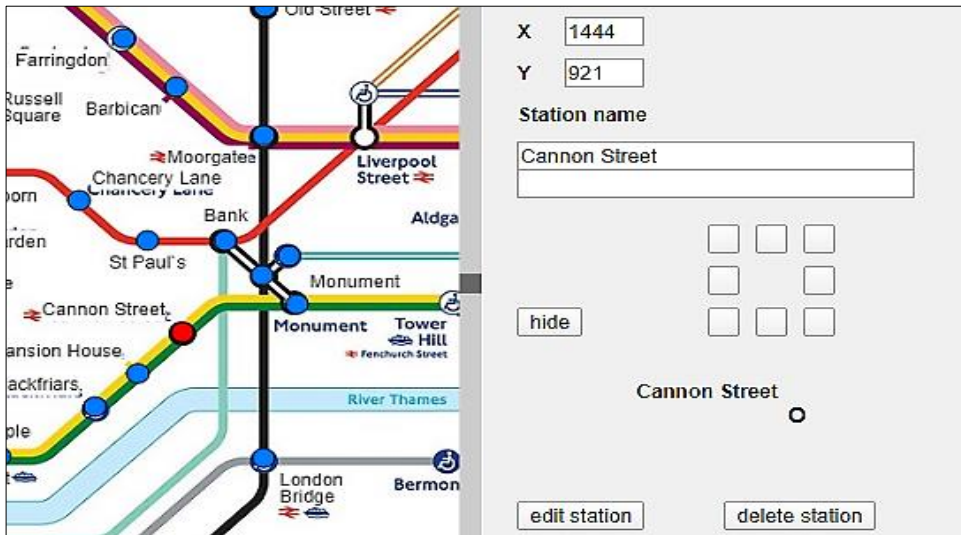 Old Street
Farringdon
Russell
Square
Barbican
Moorgate
Liverpool
Street
Chancery Lane
Chancery Lane
Bank
Aldga
St Paul`s
Monument
Cannon Street
Monument
Tower
Hill
Fenchurch Street
ansion House
ackfriars
River Thames
London
Bridge
Bermon
X 1444
Y 921
Station name
Cannon Street
hide
Cannon Street
edit station delete station